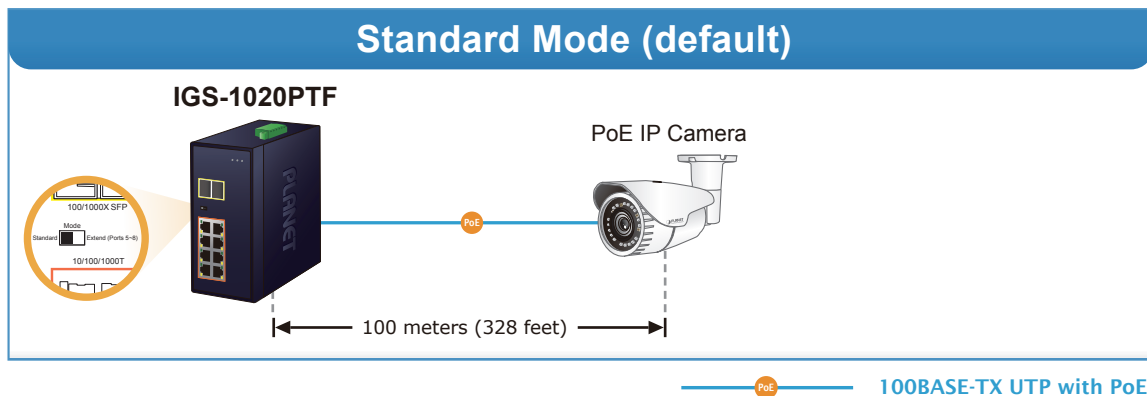 Standard Mode (default)
IGS-1020PTF
PoE IP Camera
PLANET
100/1000X SFP
Mode
Standard
Extend (Ports 5~8)
10/100/1000T
PoE
PLANET
100 meters (328 feet)
PoE
100BASE-TX UTP with PoE